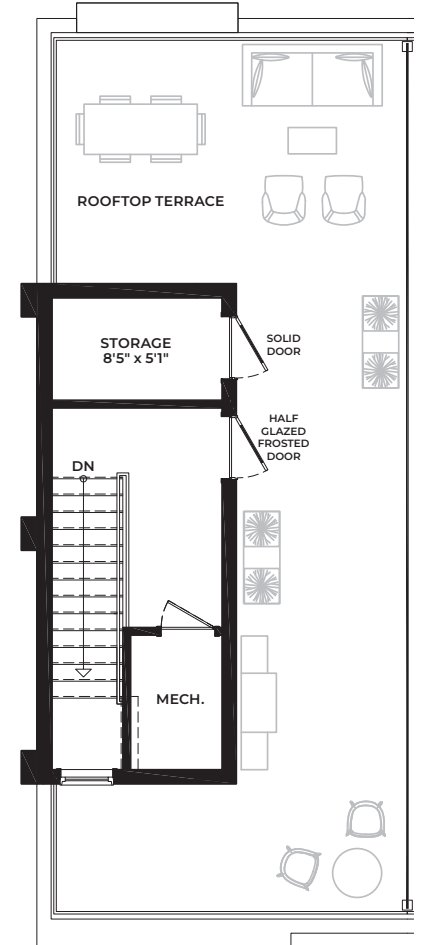 ROOFTOP TERRACE
STORAGE
8'5" x 5'1"
SOLID
DOOR
HALF
GLAZED
FROSTED
DOOR
DN
MECH.